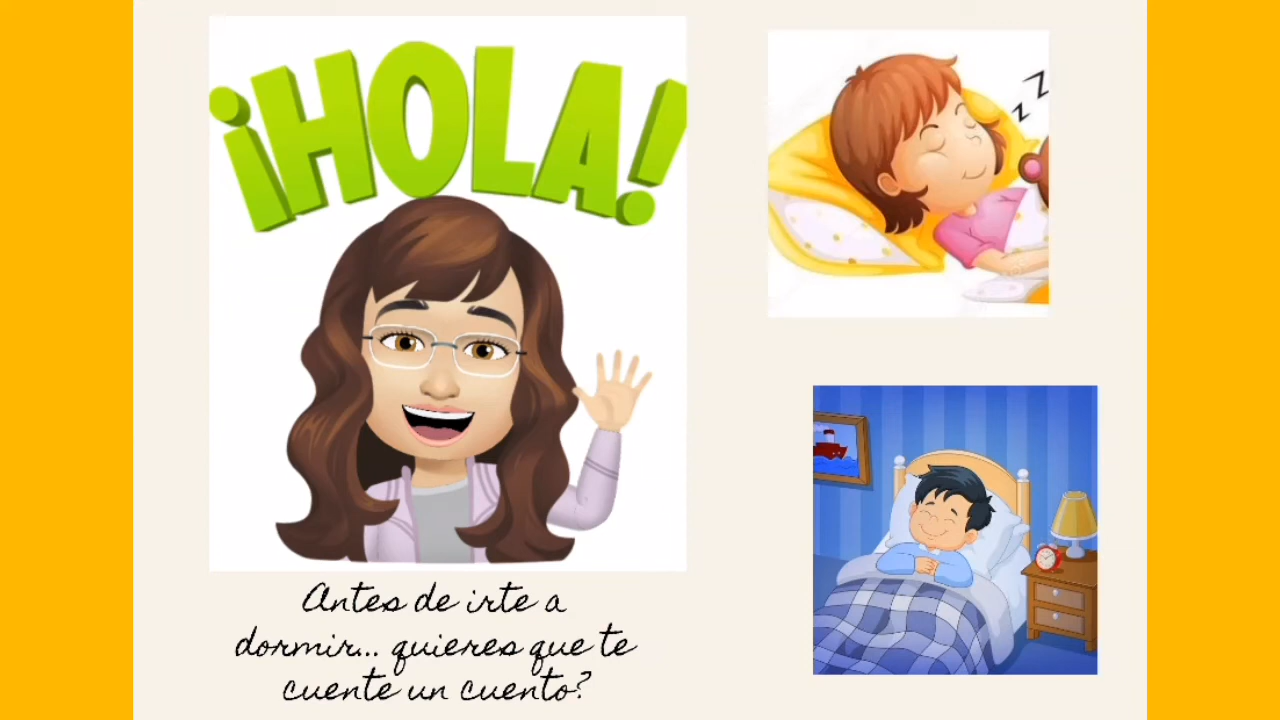 ¡HOLA!
z Z
Antes de irte a
dormir... quieres que te
cuente un cuento?